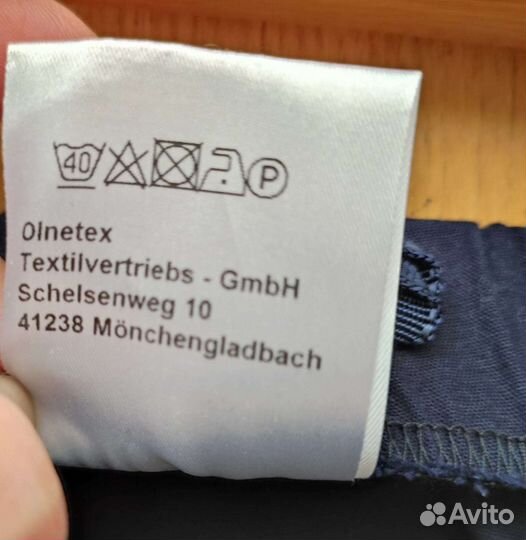 40 P
Olnetex
Textilvertriebs - GmbH
Schelsenweg 10
41238 Mönchengladbach
Avito